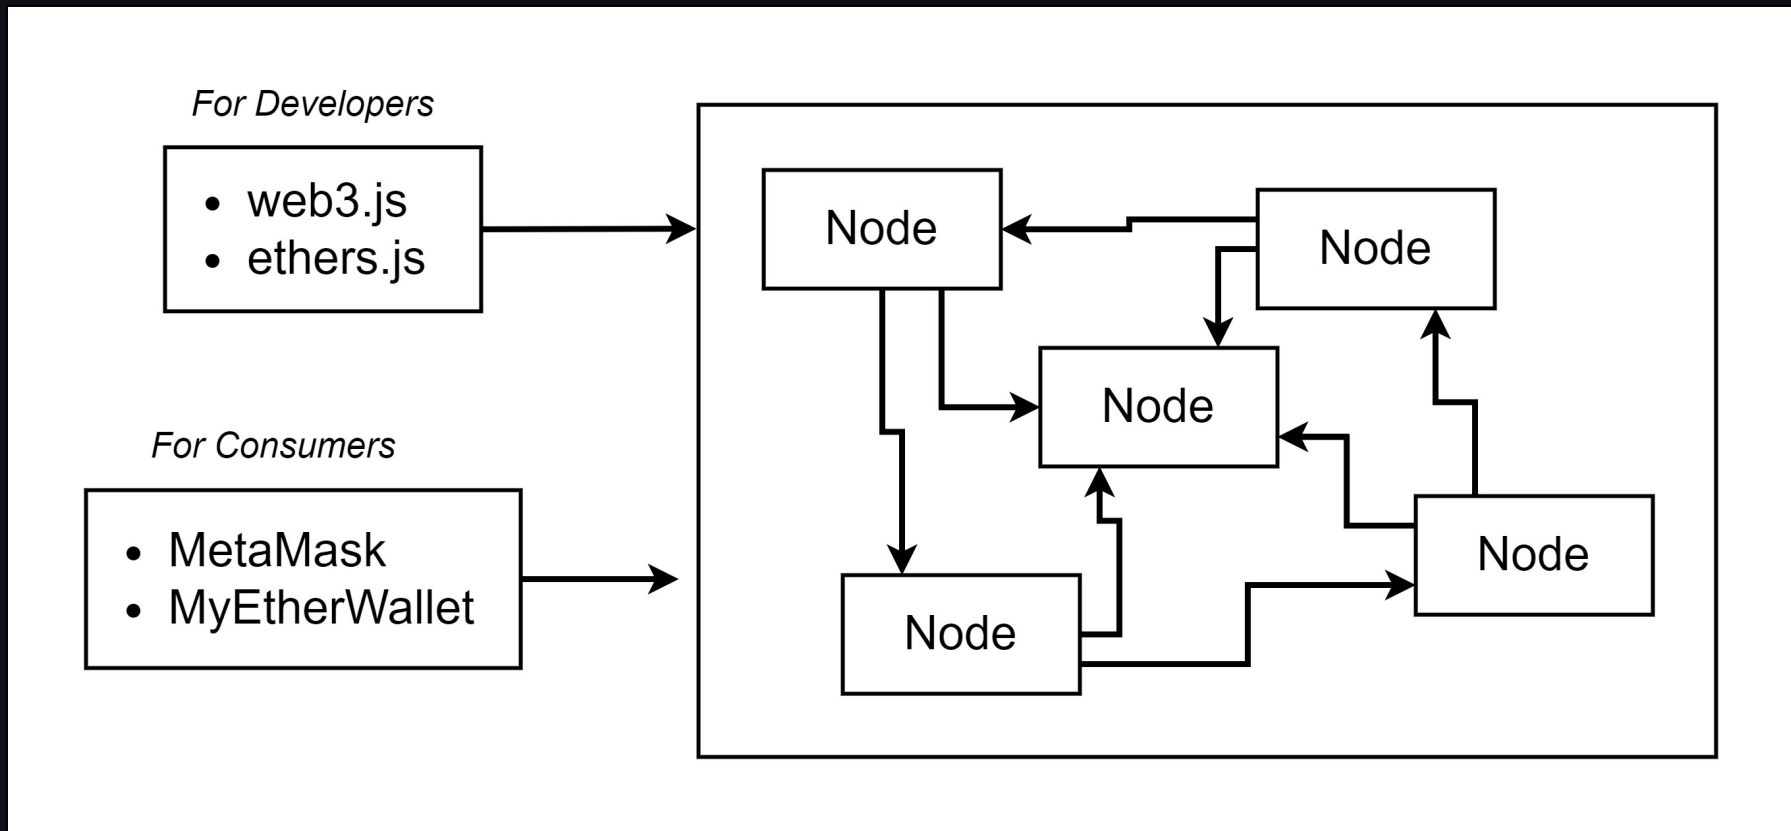 For Developers
• web3.js
• ethers.js
For Consumers
• MetaMask
• MyEtherWallet
Node
Node
Node
Node
Node